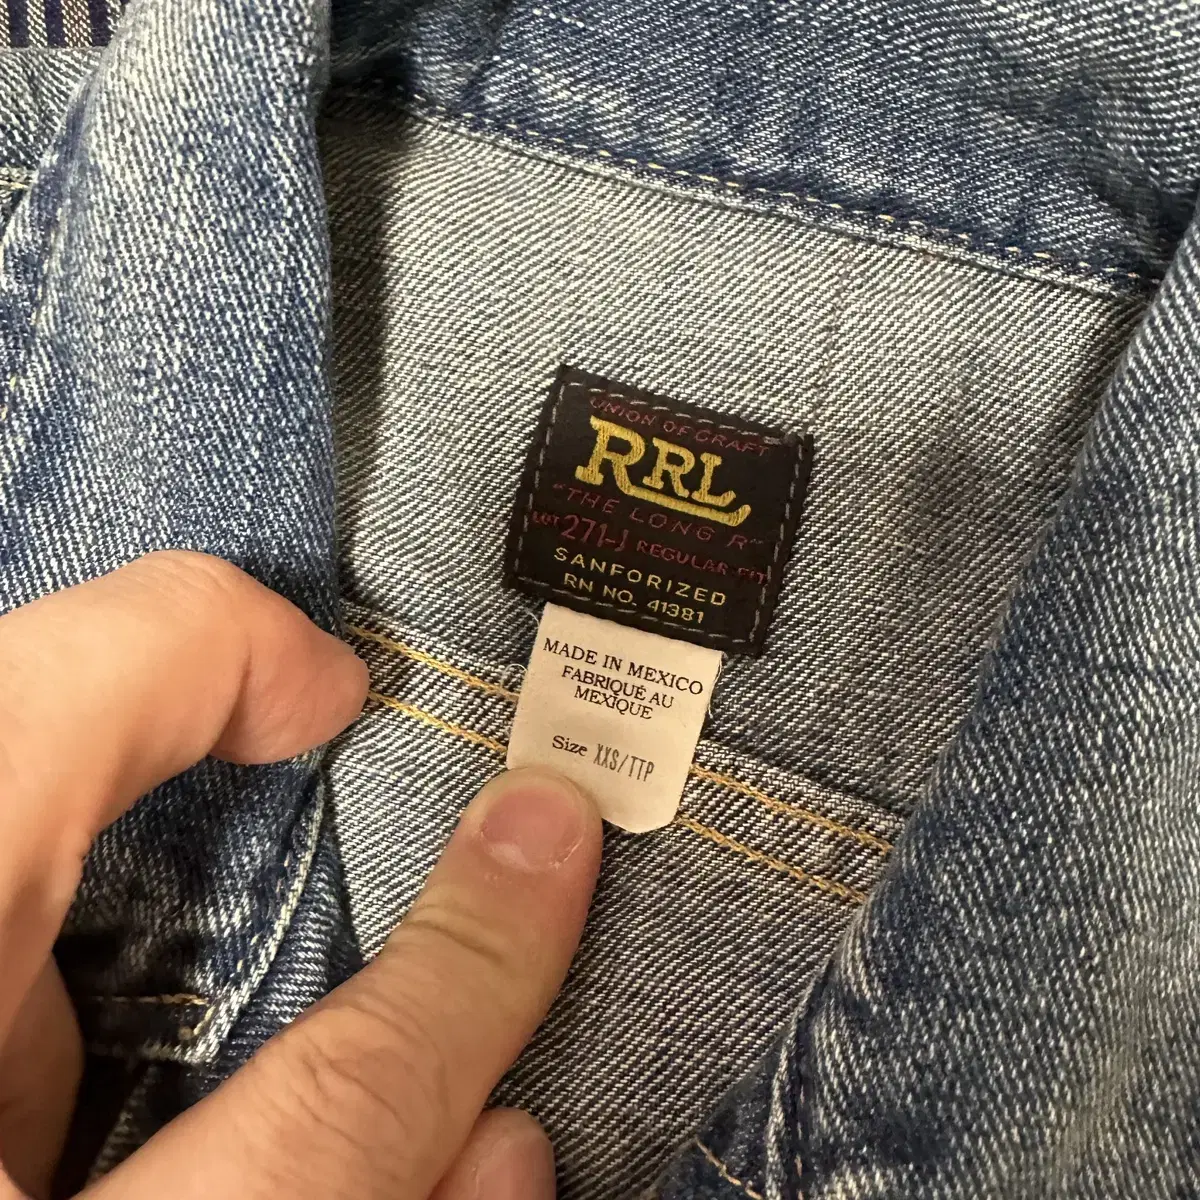 UNION OF CRAFT
RRL
"THE LONG R"
LOT 271-J REGULAR FIT
SANFORIZED
RN NO. 41381
MADE IN MEXICO
FABRIQUÉ AU
MEXIQUE
Size XXS/TTP